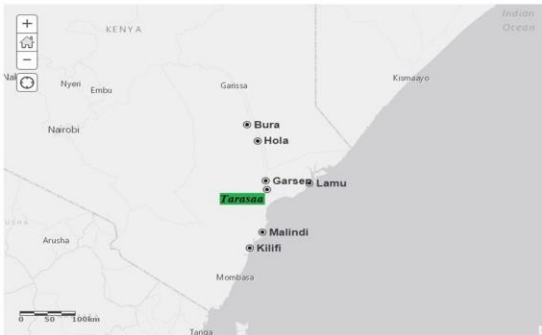 Indian
Ocean
KENYA
Kismaayo
Nyeri
Embu
Garissa
Bura
Nairobi
Hola
Garsen
Lamu
Tarasaa
Malindi
Arusha
Kilifi
Mombasa
0 50 100km
Tanga